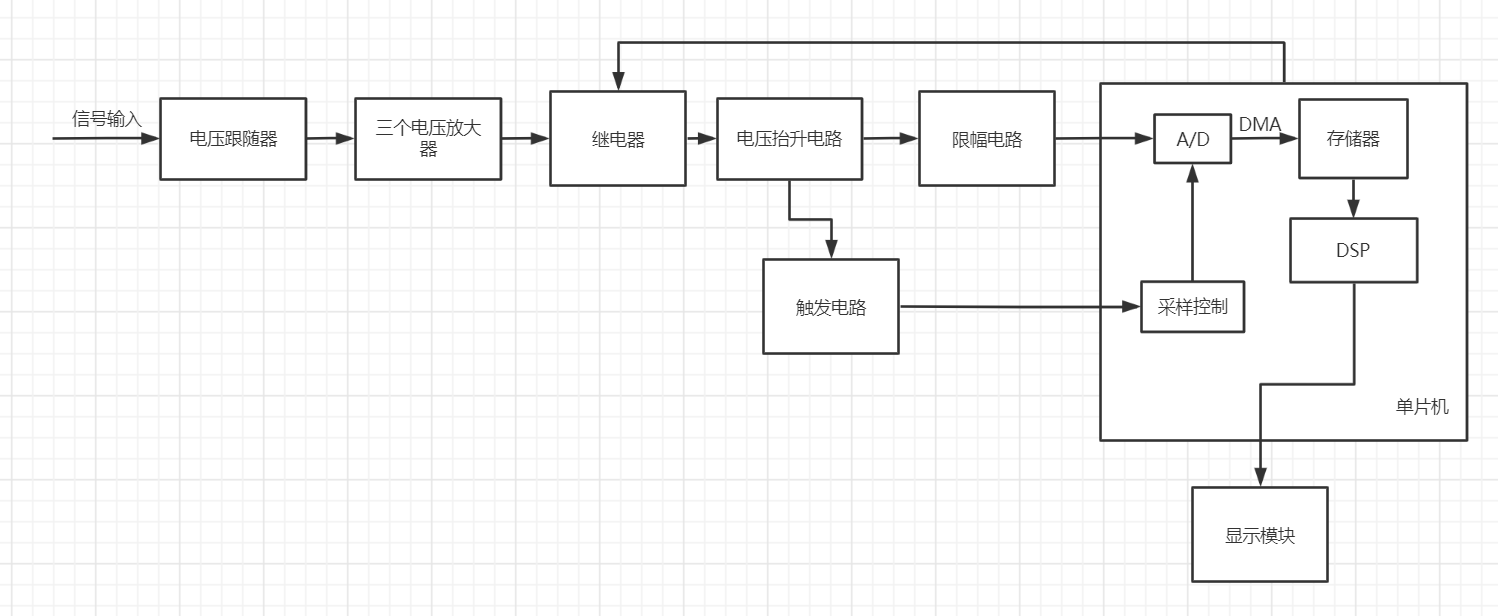 信号输入
电压跟随器
三个电压放大
器
继电器
电压抬升电路
限幅电路
A/D
DMA
存储器
DSP
触发电路
采样控制
单片机
显示模块